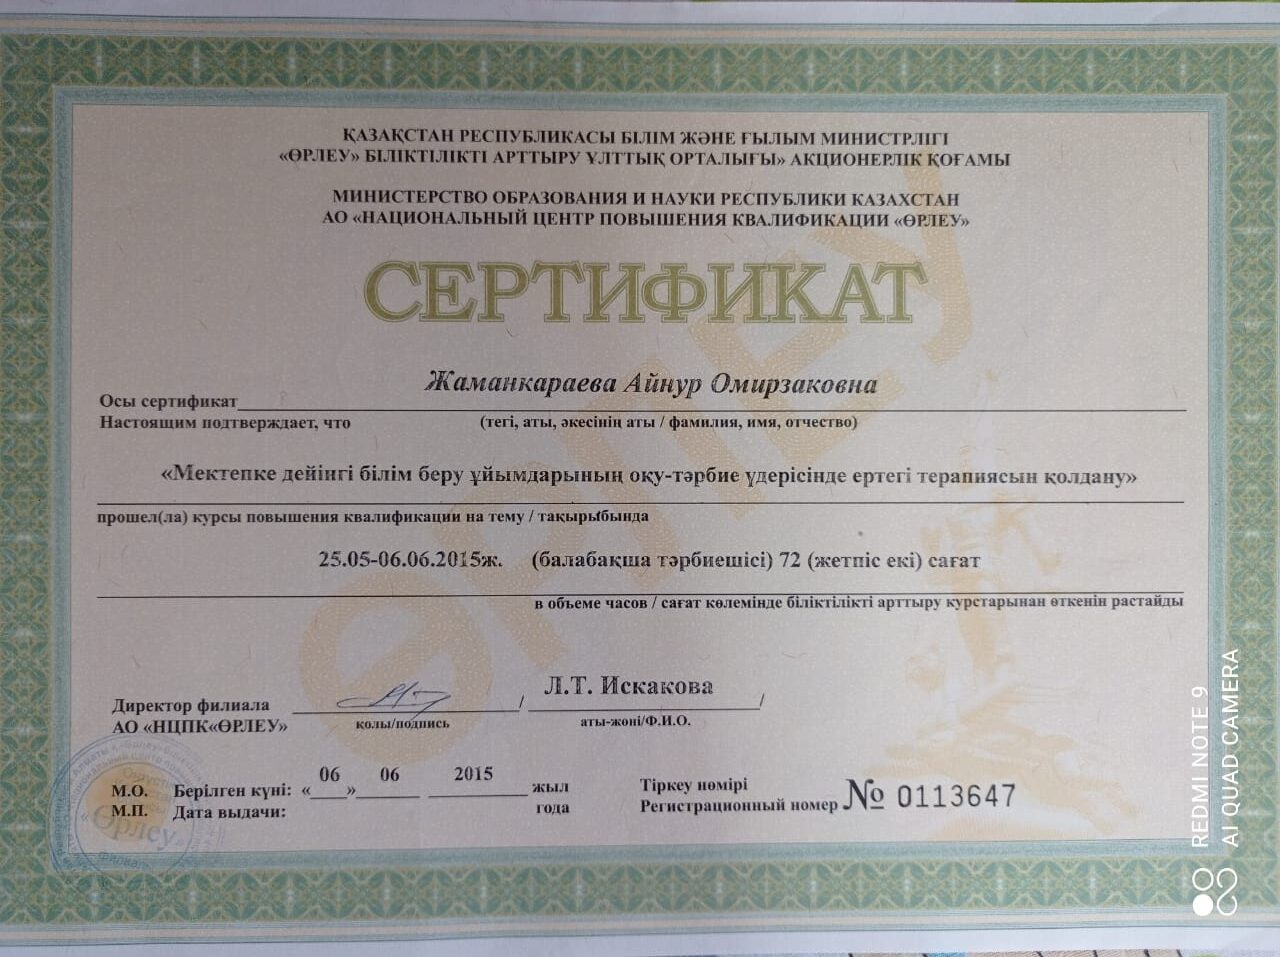 ҚАЗАҚСТАН РЕСПУБЛИКАСЫ БІЛІМ ЖӘНЕ ҒЫЛЫМ МИНИСТРЛІГІ
«ӨРЛЕУ» БІЛІКТІЛІКТІ АРТТЫРУ ҰЛТТЫҚ ОРТАЛЫҒЫ» АКЦИОНЕРЛІК ҚОҒАМЫ
МИНИСТЕРСТВО ОБРАЗОВАНИЯ И НАУКИ РЕСПУБЛИКИ КАЗАХСТАН
АО «НАЦИОНАЛЬНЫЙ ЦЕНТР ПОВЫШЕНИЯ КВАЛИФИКАЦИИ «ӨРЛЕУ»
ӨРЛЕУ
СЕРТИФИКАТ
Жаманкараева Айнур Омирзаковна
Осы сертификат
Настоящим подтверждает, что (тегі, аты, әкесінің аты / фамилия, имя, отчество)
«Мектепке дейінгі білім беру ұйымдарының оқу-тәрбие үдерісінде ертегі терапиясын қолдану»
прошел(ла) курсы повышения квалификации на тему / тақырыбында
25.05-06.06.2015ж. (балабақша тәрбиешісі) 72 (жетпіс екі) сағат
в объеме часов / сағат көлемінде біліктілікті арттыру курстарынан өткенін растайды
Директор филиала / Л.Т. Искакова /
АО «НЦПК«ӨРЛЕУ» қолы/подпись аты-жөні/Ф.И.О.
М.О. Берілген күні: «06» 06 2015 жыл Тіркеу нөмірі
М.П. Дата выдачи: года Регистрационный номер № 0113647
Өрлеу
REDMI NOTE 9
AI QUAD CAMERA